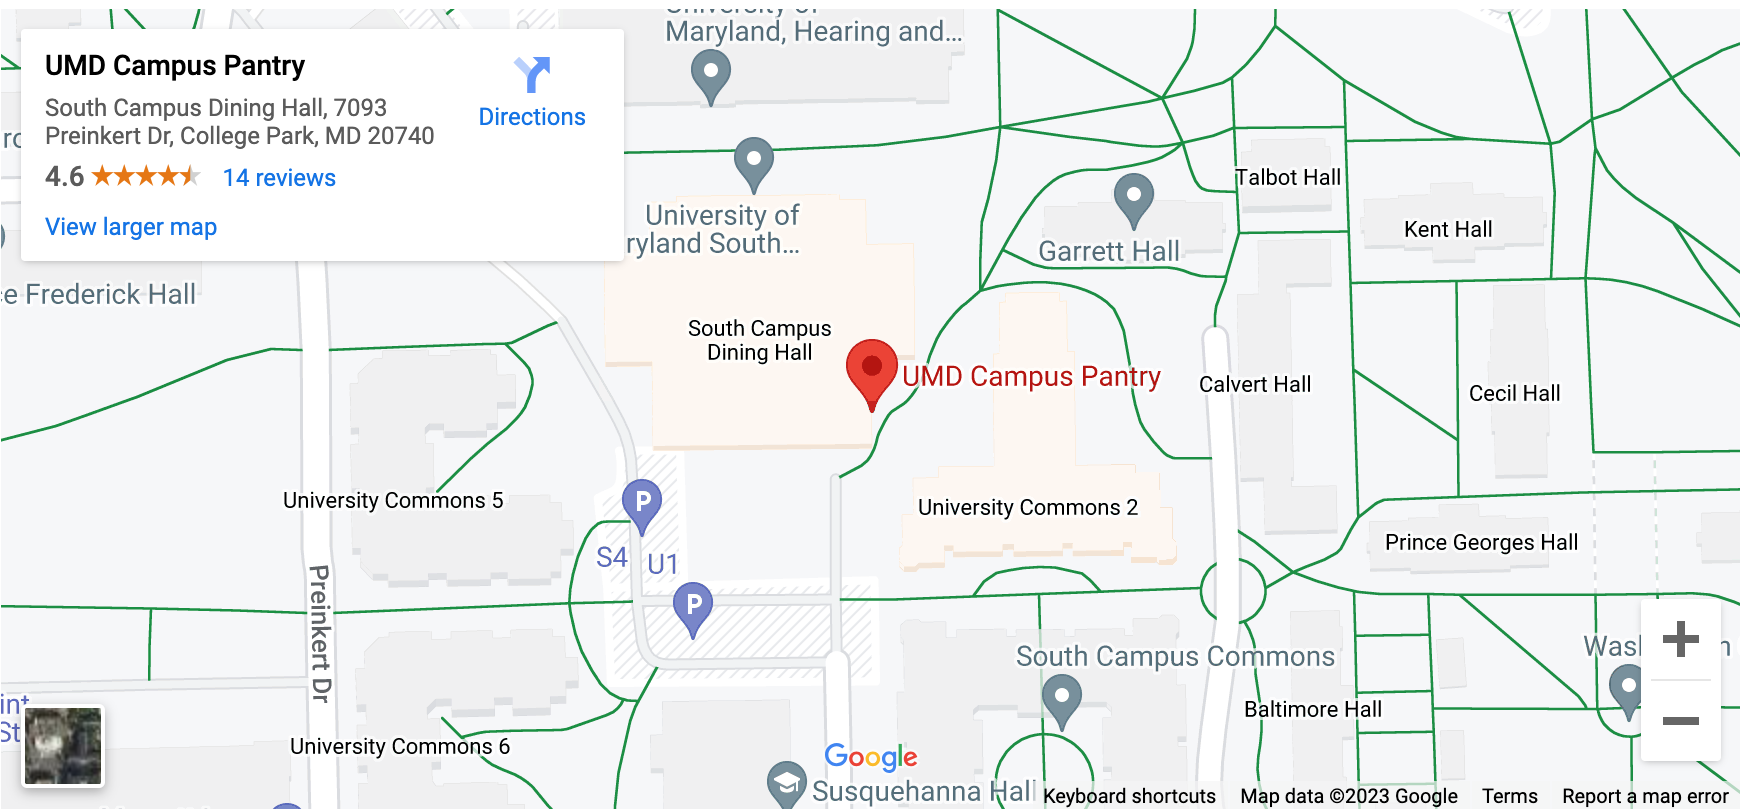 University of
Maryland, Hearing and...
UMD Campus Pantry
South Campus Dining Hall, 7093
Preinkert Dr, College Park, MD 20740
4.6
14 reviews
View larger map
Directions
University of
ryland South...
Talbot Hall
Kent Hall
Garrett Hall
ce Frederick Hall
South Campus
Dining Hall
UMD Campus Pantry
Calvert Hall
Cecil Hall
University Commons 5
P
S4
U1
University Commons 2
Prince Georges Hall
P
Preinkert Dr
South Campus Commons
Baltimore Hall
University Commons 6
Google
Susquehanna Hall
Keyboard shortcuts
Map data ©2023 Google
Terms
Report a map error